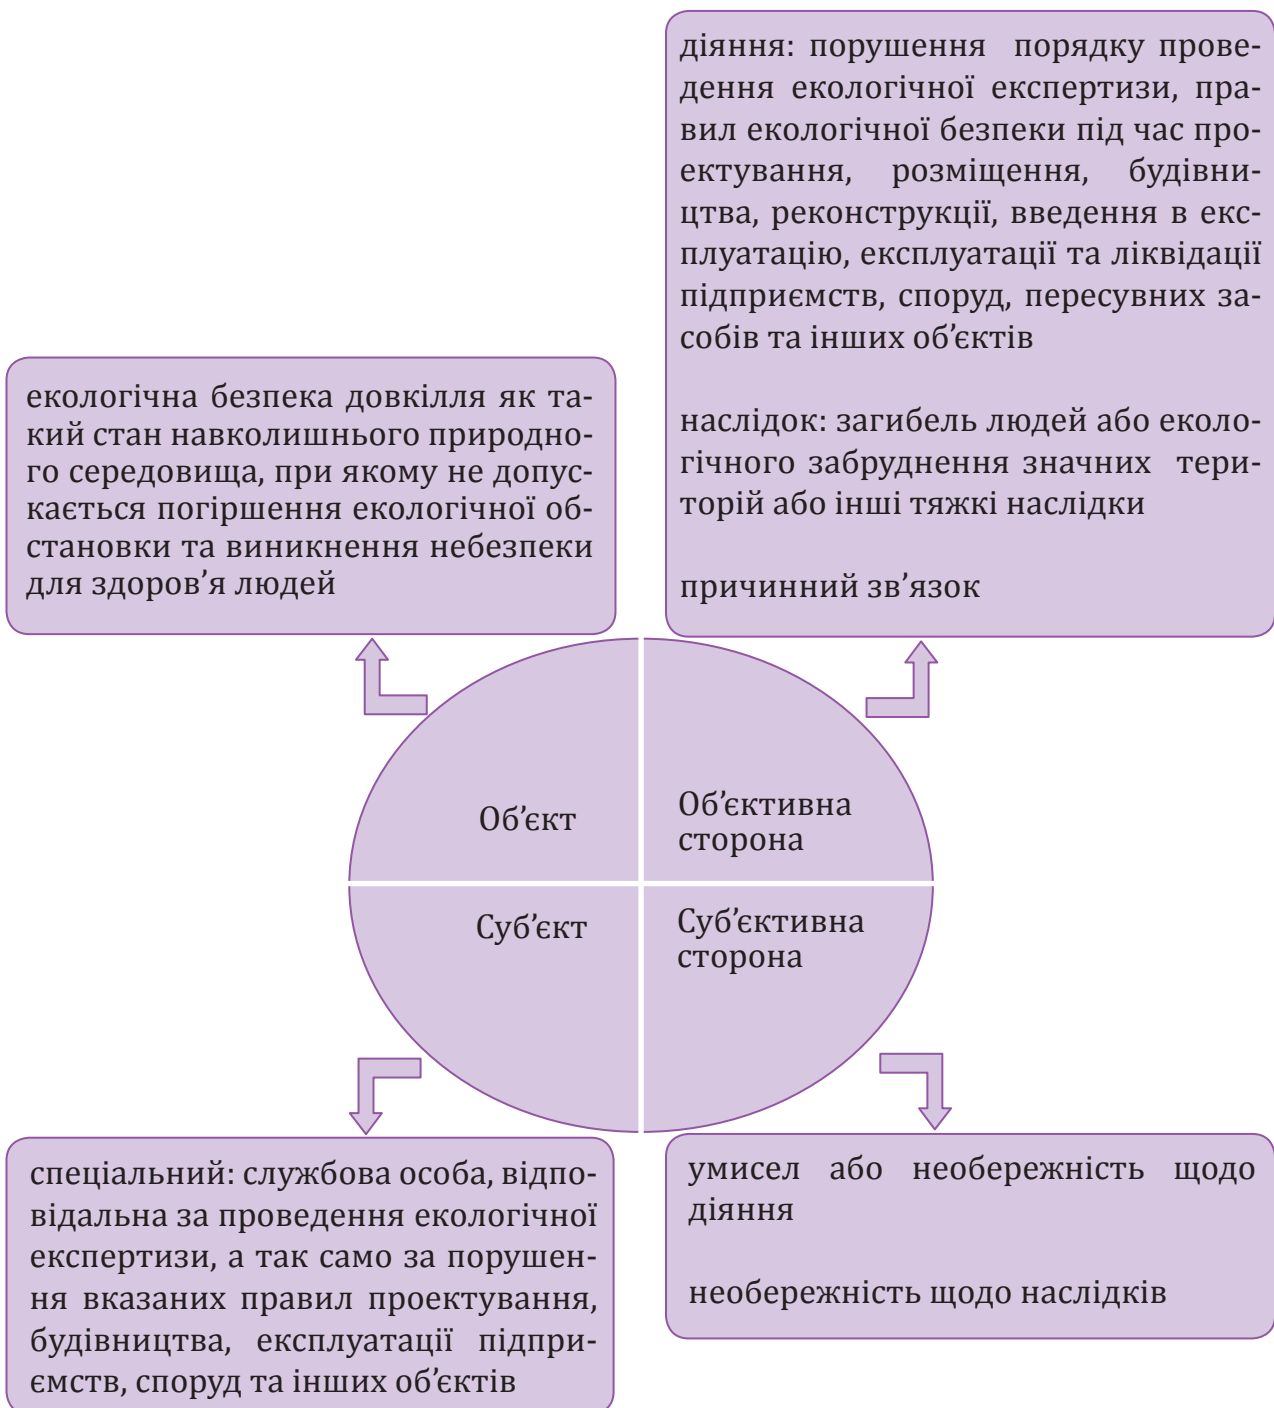 діяння: порушення порядку прове-
дення екологічної експертизи, пра-
вил екологічної безпеки під час про-
ектування, розміщення, будівни-
цтва, реконструкції, введення в екс-
плуатацію, експлуатації та ліквідації
підприємств, споруд, пересувних за-
собів та інших об’єктів
наслідок: загибель людей або еколо-
гічного забруднення значних тери-
торій або інші тяжкі наслідки
причинний зв’язок
екологічна безпека довкілля як та-
кий стан навколишнього природно-
го середовища, при якому не допус-
кається погіршення екологічної об-
становки та виникнення небезпеки
для здоров’я людей
Об’єкт
Об’єктивна
сторона
Суб’єкт
Суб’єктивна
сторона
спеціальний: службова особа, відпо-
відальна за проведення екологічної
експертизи, а так само за порушен-
ня вказаних правил проектування,
будівництва, експлуатації підпри-
ємств, споруд та інших об’єктів
умисел або необережність щодо
діяння
необережність щодо наслідків